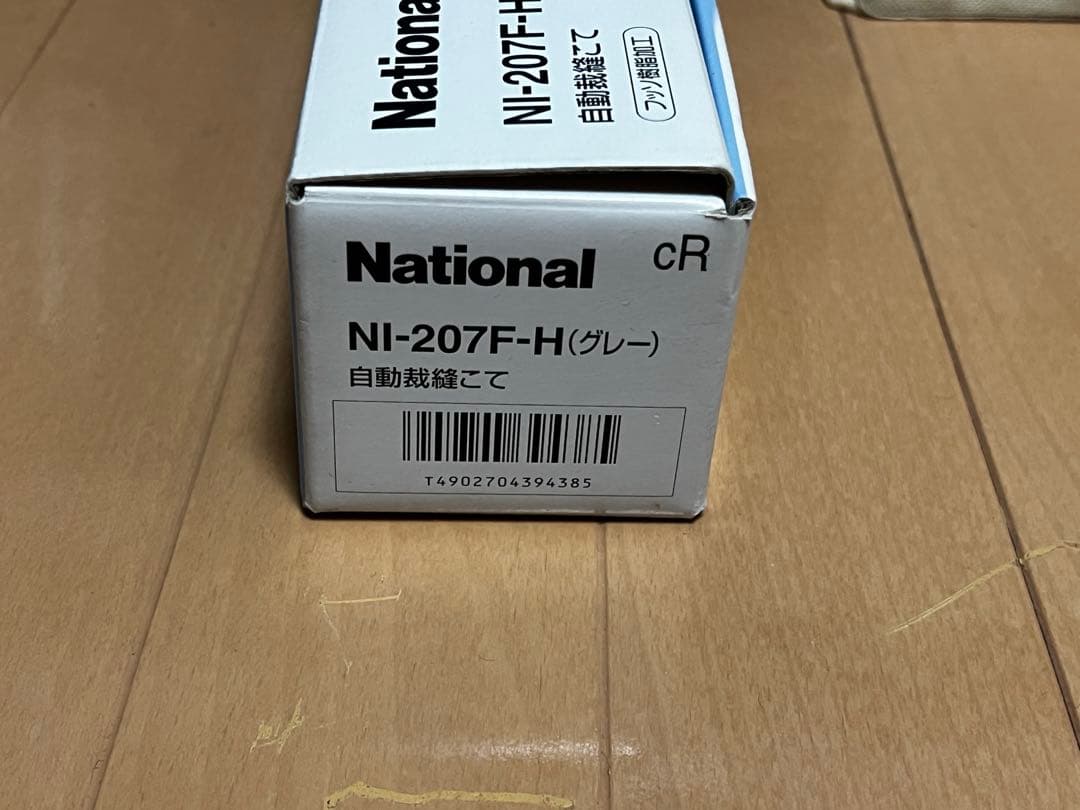 National
NI-207F-H
自動裁縫こて
フッソ樹脂加工
National
cR
NI-207F-H(グレー)
自動裁縫こて
T4902704394385